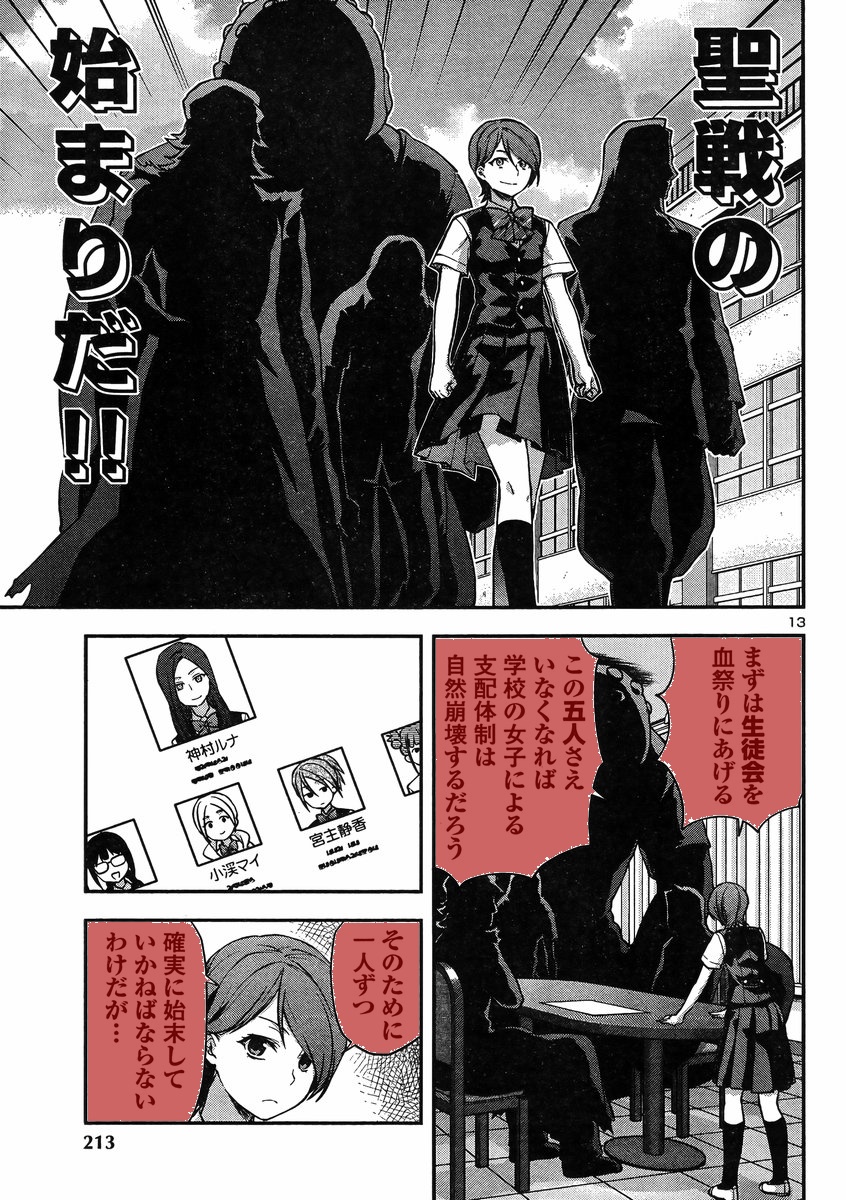 聖戦の
始まりだ!!
13
まずは生徒会を
血祭りにあげる
この五人さえ
いなくなれば
学校の女子による
支配体制は
自然崩壊するだろう
神村ルナ
宮主静香
小渓マイ
そのために
一人ずつ
確実に始末して
いかねばならない
わけだが…
213